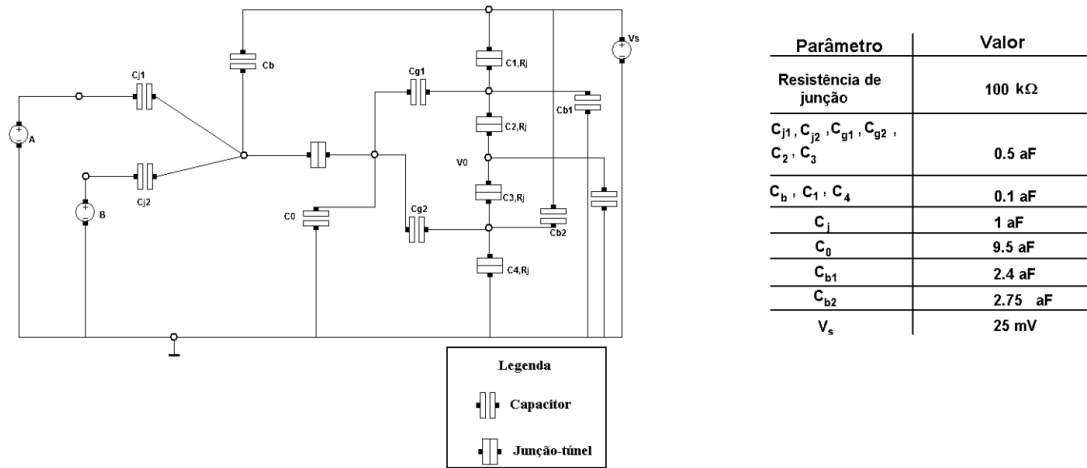 Vs
C1,Rj
Cb
Cg1
Cj1
Cb1
A
C2,Rj
V0
Cj2
C3,Rj
B
C0
Cg2
Cb2
C4,Rj
Legenda
Capacitor
Junção-túnel
Parâmetro Valor
Resistência de junção 100 kΩ
Cj1, Cj2, Cg1, Cg2,
C2, C3 0.5 aF
Cb, C1, C4 0.1 aF
Cj 1 aF
C0 9.5 aF
Cb1 2.4 aF
Cb2 2.75 aF
Vs 25 mV